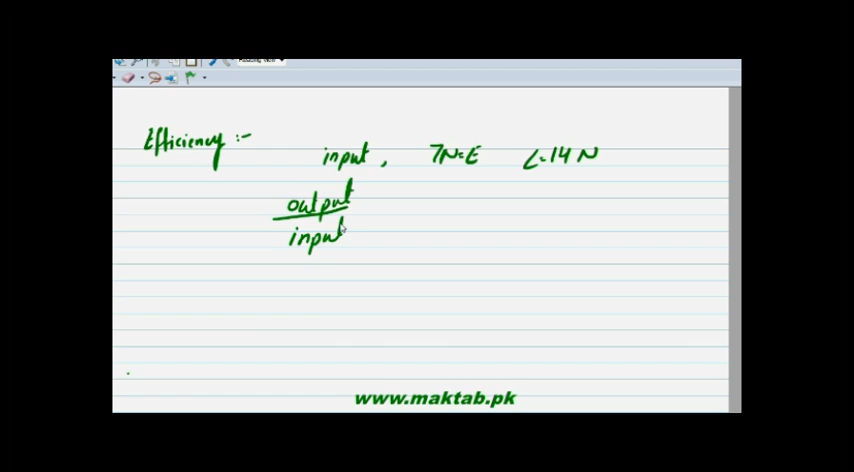 Efficiency :-
input , 7N=E L=14 N
output
input
www.maktab.pk